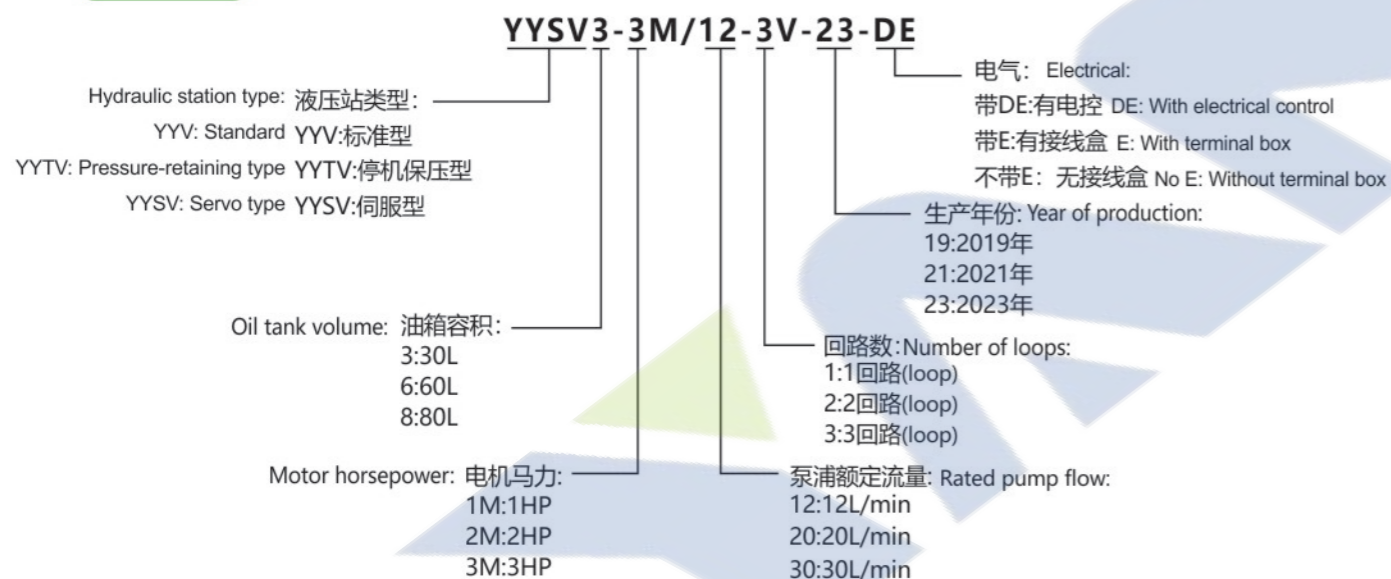 YYSV3-3M/12-3V-23-DE
Hydraulic station type: 液压站类型：
YYV: Standard YYV:标准型
YYTV: Pressure-retaining type YYTV:停机保压型
YYSV: Servo type YYSV:伺服型
电气： Electrical:
带DE:有电控 DE: With electrical control
带E:有接线盒 E: With terminal box
不带E：无接线盒 No E: Without terminal box
生产年份: Year of production:
19:2019年
21:2021年
23:2023年
Oil tank volume: 油箱容积：
3:30L
6:60L
8:80L
回路数:Number of loops:
1:1回路(loop)
2:2回路(loop)
3:3回路(loop)
Motor horsepower: 电机马力:
1M:1HP
2M:2HP
3M:3HP
泵浦额定流量: Rated pump flow:
12:12L/min
20:20L/min
30:30L/min